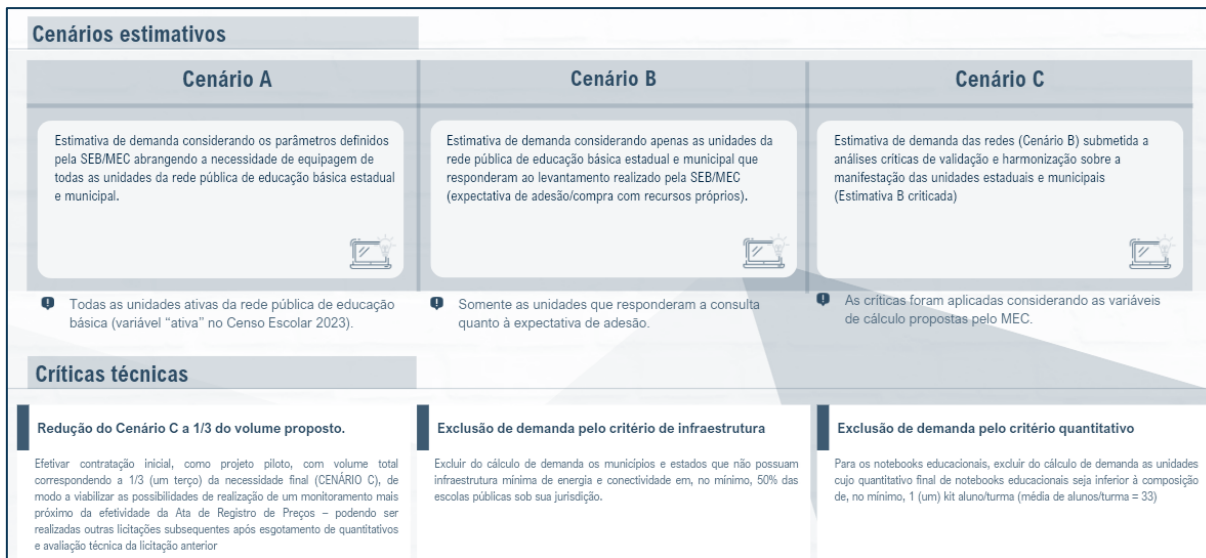 Cenários estimativos
Cenário A
Estimativa de demanda considerando os parâmetros definidos
pela SEB/MEC abrangendo a necessidade de equipagem de
todas as unidades da rede pública de educação básica estadual
e municipal.
Todas as unidades ativas da rede pública de educação
básica (variável “ativa” no Censo Escolar 2023).
Cenário B
Estimativa de demanda considerando apenas as unidades da
rede pública de educação básica estadual e municipal que
responderam ao levantamento realizado pela SEB/MEC
(expectativa de adesão/compra com recursos próprios).
Somente as unidades que responderam a consulta
quanto à expectativa de adesão.
Cenário C
Estimativa de demanda das redes (Cenário B) submetida a
análises críticas de validação e harmonização sobre a
manifestação das unidades estaduais e municipais
(Estimativa B criticada)
As críticas foram aplicadas considerando as variáveis
de cálculo propostas pelo MEC.
Críticas técnicas
Redução do Cenário C a 1/3 do volume proposto.
Efetivar contratação inicial, como projeto piloto, com volume total
correspondendo a 1/3 (um terço) da necessidade final (CENÁRIO C), de
modo a viabilizar as possibilidades de realização de um monitoramento mais
próximo da efetividade da Ata de Registro de Preços – podendo ser
realizadas outras licitações subsequentes após esgotamento de quantitativos
e avaliação técnica da licitação anterior
Exclusão de demanda pelo critério de infraestrutura
Excluir do cálculo de demanda os municípios e estados que não possuam
infraestrutura mínima de energia e conectividade em, no mínimo, 50% das
escolas públicas sob sua jurisdição.
Exclusão de demanda pelo critério quantitativo
Para os notebooks educacionais, excluir do cálculo de demanda as unidades
cujo quantitativo final de notebooks educacionais seja inferior à composição
de, no mínimo, 1 (um) kit aluno/turma (média de alunos/turma = 33)